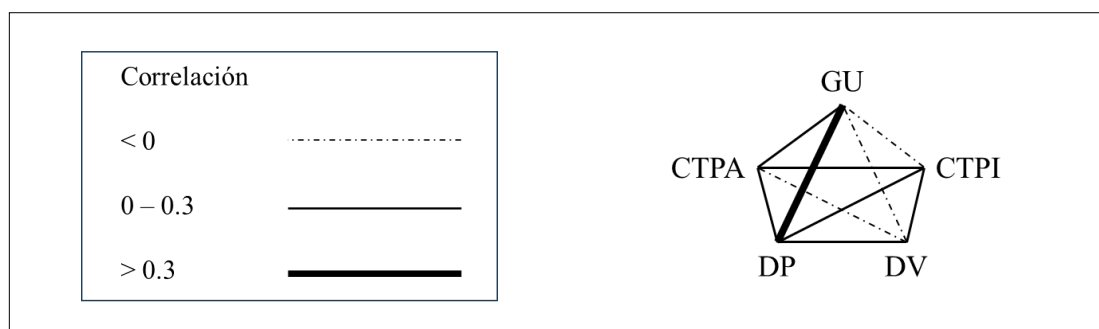 Correlación
< 0
0 – 0.3
> 0.3
GU
CTPA
CTPI
DP
DV